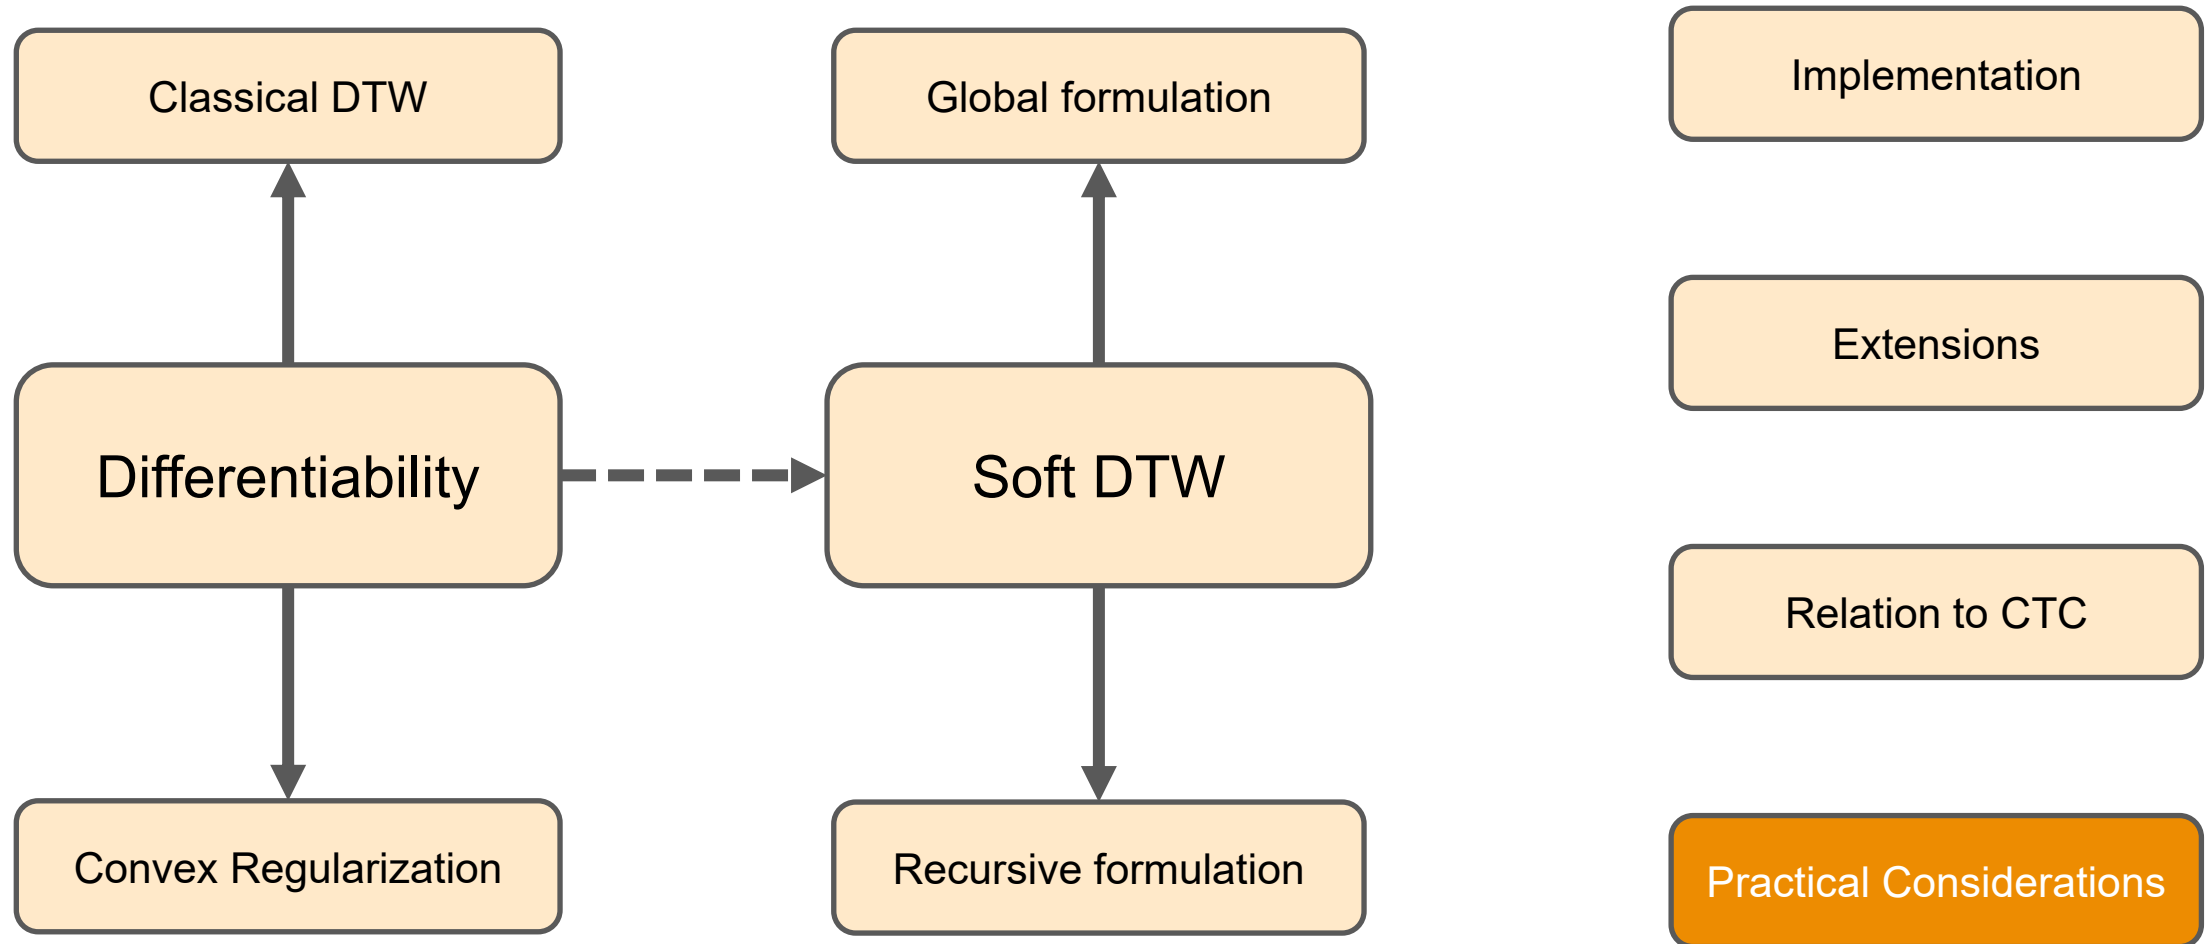 Classical DTW
Global formulation
Implementation
Extensions
Differentiability
Soft DTW
Relation to CTC
Convex Regularization
Recursive formulation
Practical Considerations